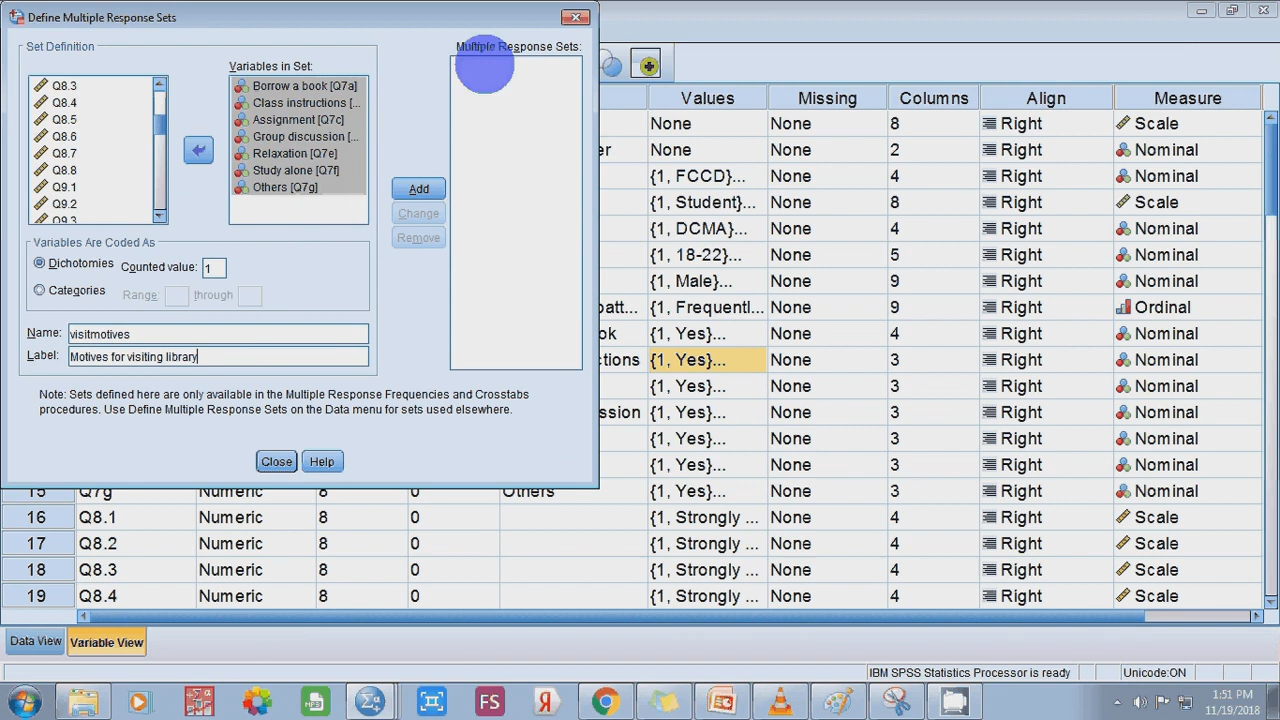 Define Multiple Response Sets
Set Definition
Multiple Response Sets:
Variables in Set:
Q8.3
Q8.4
Q8.5
Q8.6
Q8.7
Q8.8
Q9.1
Q9.2
Q9.3
Borrow a book [Q7a]
Class instructions [...
Assignment [Q7c]
Group discussion [...
Relaxation [Q7e]
Study alone [Q7f]
Others [Q7g]
Add
Change
Remove
Variables Are Coded As
Dichotomies Counted value: 1
Categories Range: through
Name: visitmotives
Label: Motives for visiting library
Note: Sets defined here are only available in the Multiple Response Frequencies and Crosstabs
procedures. Use Define Multiple Response Sets on the Data menu for sets used elsewhere.
Close Help
Values Missing Columns Align Measure
None None 8 Right Scale
er None None 2 Right Nominal
{1, FCCD}... None 4 Right Nominal
{1, Student}... None 8 Right Scale
{1, DCMA}... None 4 Right Nominal
{1, 18-22}... None 5 Right Nominal
{1, Male}... None 9 Right Nominal
patt... {1, Frequentl... None 9 Right Ordinal
ok {1, Yes}... None 3 Right Nominal
ctions {1, Yes}... None 3 Right Nominal
{1, Yes}... None 3 Right Nominal
ssion {1, Yes}... None 3 Right Nominal
{1, Yes}... None 3 Right Nominal
{1, Yes}... None 3 Right Nominal
15 Q7g Numeric 8 0 Others {1, Yes}... None 3 Right Nominal
16 Q8.1 Numeric 8 0 {1, Strongly ... None 4 Right Scale
17 Q8.2 Numeric 8 0 {1, Strongly ... None 4 Right Scale
18 Q8.3 Numeric 8 0 {1, Strongly ... None 4 Right Scale
19 Q8.4 Numeric 8 0 {1, Strongly ... None 4 Right Scale
Data View Variable View
IBM SPSS Statistics Processor is ready Unicode:ON
FS
Я
1:51 PM
11/19/2018